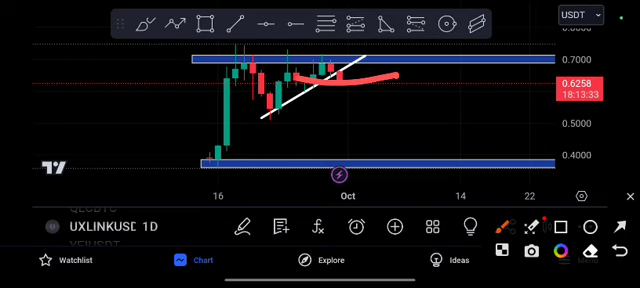 USDT
0.7000
0.6258
18:13:33
0.5000
0.4000
16
Oct
14
22
UXLINKUSD 1D
Watchlist
Chart
Explore
Ideas